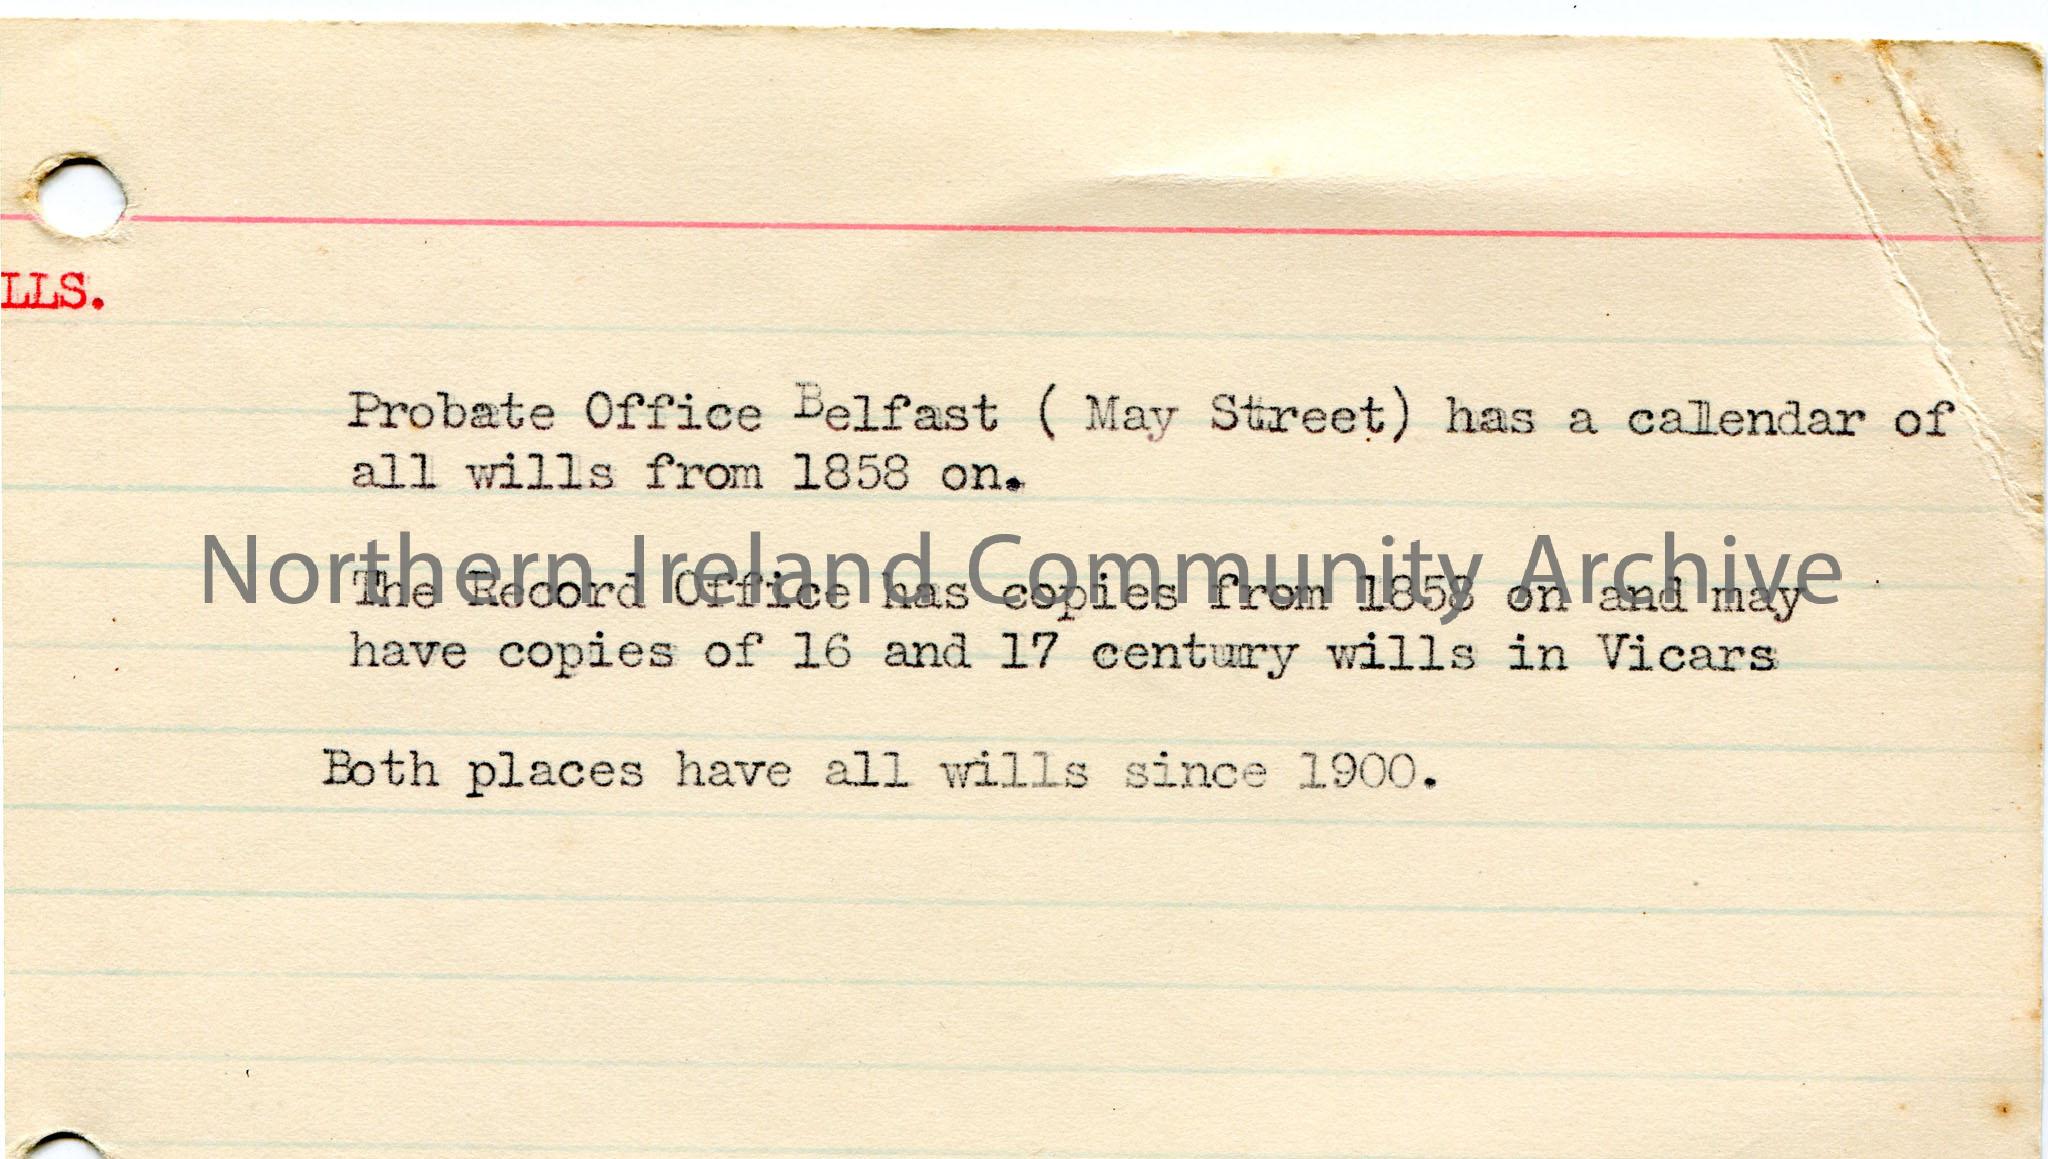 LLS.
Probate Office Belfast ( May Street) has a calendar of
all wills from 1858 on.
Northern Ireland Community Archive
The Record Office has copies from 1858 on and may
have copies of 16 and 17 century wills in Vicars
Both places have all wills since 1900.